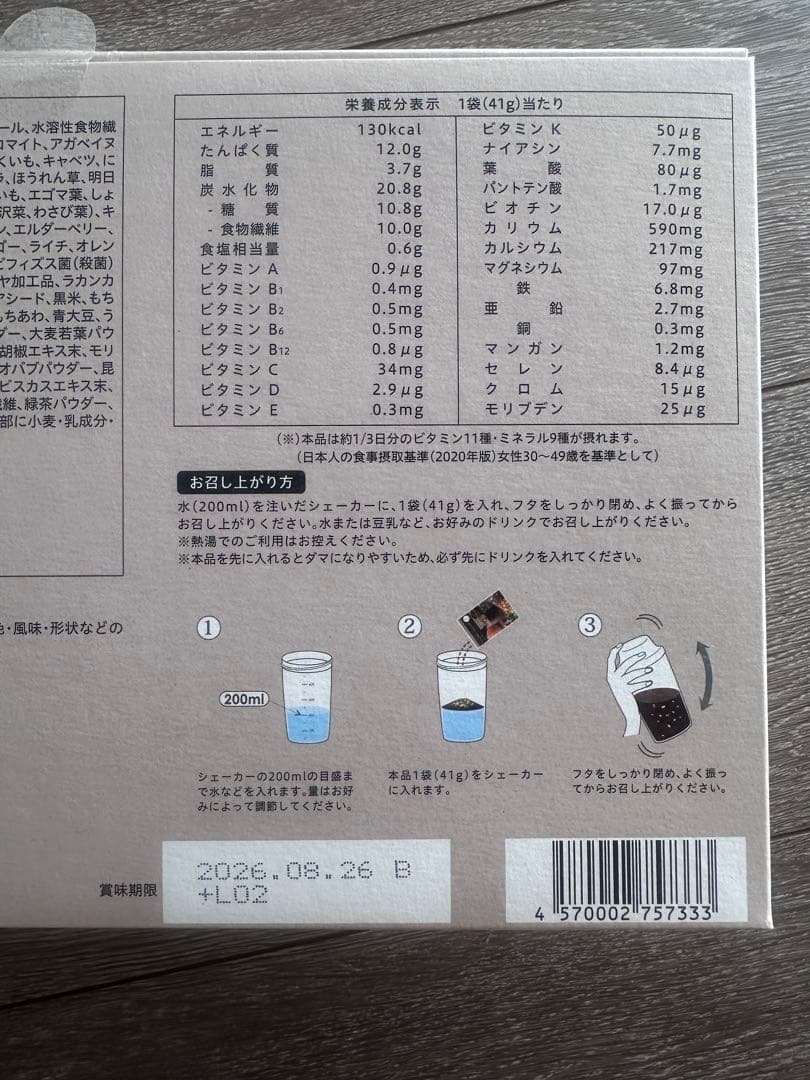 ール、水溶性食物繊
ロマイト、アガベイヌ
くいも、キャベツ、に
ラ、ほうれん草、明日
いも、エゴマ葉、しょ
沢菜、わさび葉)、キ
ン、エルダーベリー、
ゴー、ライチ、オレン
ビフィズス菌(殺菌)
ヤ加工品、ラカンカ
アシード、黒米、もち
もちあわ、青大豆、う
ダー、大麦若葉パウ
胡椒エキス末、モリ
オバブパウダー、昆
ビスカスエキス末、
繊維、緑茶パウダー、
部に小麦・乳成分・
色・風味・形状などの
栄養成分表示 1袋(41g)当たり
エネルギー 130kcal
たんぱく質 12.0g
脂質 3.7g
炭水化物 20.8g
- 糖質 10.8g
- 食物繊維 10.0g
食塩相当量 0.6g
ビタミン A 0.9μg
ビタミン B1 0.4mg
ビタミン B2 0.5mg
ビタミン B6 0.5mg
ビタミン B12 0.8μg
ビタミン C 34mg
ビタミン D 2.9μg
ビタミン E 0.3mg
ビタミン K 50μg
ナイアシン 7.7mg
葉酸 80μg
パントテン酸 1.7mg
ビオチン 17.0μg
カリウム 590mg
カルシウム 217mg
マグネシウム 97mg
鉄 6.8mg
亜鉛 2.7mg
銅 0.3mg
マンガン 1.2mg
セレン 8.4μg
クロム 15μg
モリブデン 25μg
(※)本品は約1/3日分のビタミン11種・ミネラル9種が摂れます。
(日本人の食事摂取基準(2020年版)女性30~49歳を基準として)
お召し上がり方
水(200ml)を注いだシェーカーに、1袋(41g)を入れ、フタをしっかり閉め、よく振ってから
お召し上がりください。水または豆乳など、お好みのドリンクでお召し上がりください。
※熱湯でのご利用はお控えください。
※本品を先に入れるとダマになりやすいため、必ず先にドリンクを入れてください。
1
200ml
シェーカーの200mlの目盛ま
で水などを入れます。量はお好
みによって調節してください。
2
本品1袋(41g)をシェーカー
に入れます。
3
フタをしっかり閉め、よく振っ
てからお召し上がりください。
賞味期限
2026.08.26 B
+L02
4 570002 757333